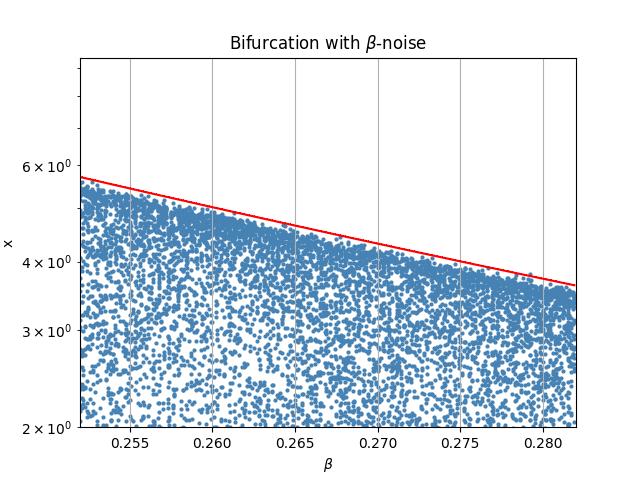 Bifurcation with β-noise
6 × 10⁰
4 × 10⁰
3 × 10⁰
2 × 10⁰
x
0.255 0.260 0.265 0.270 0.275 0.280
β